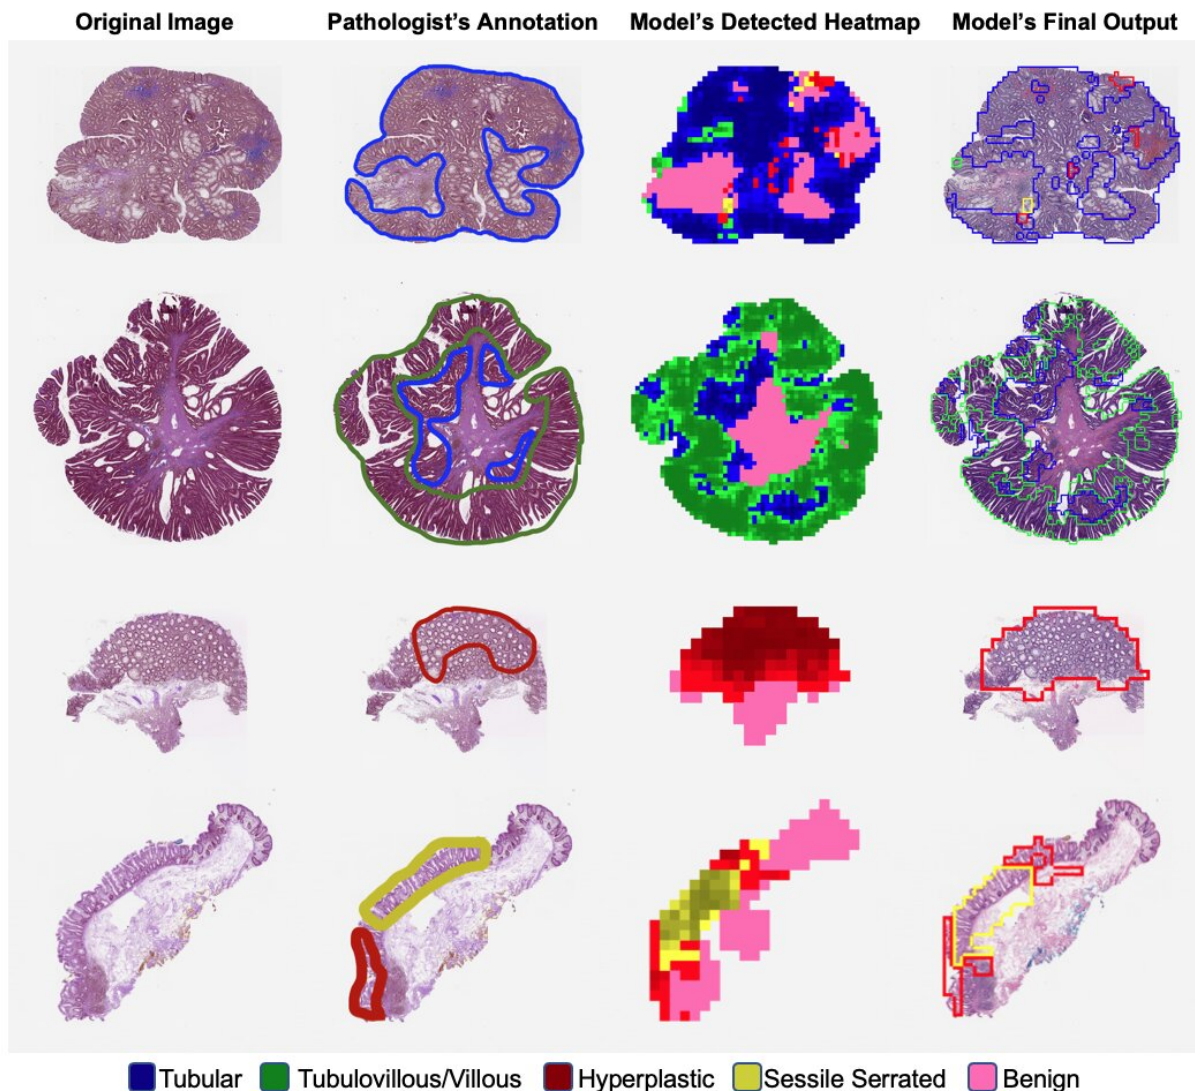 Original Image Pathologist's Annotation Model's Detected Heatmap Model's Final Output
Tubular Tubulovillous/Villous Hyperplastic Sessile Serrated Benign